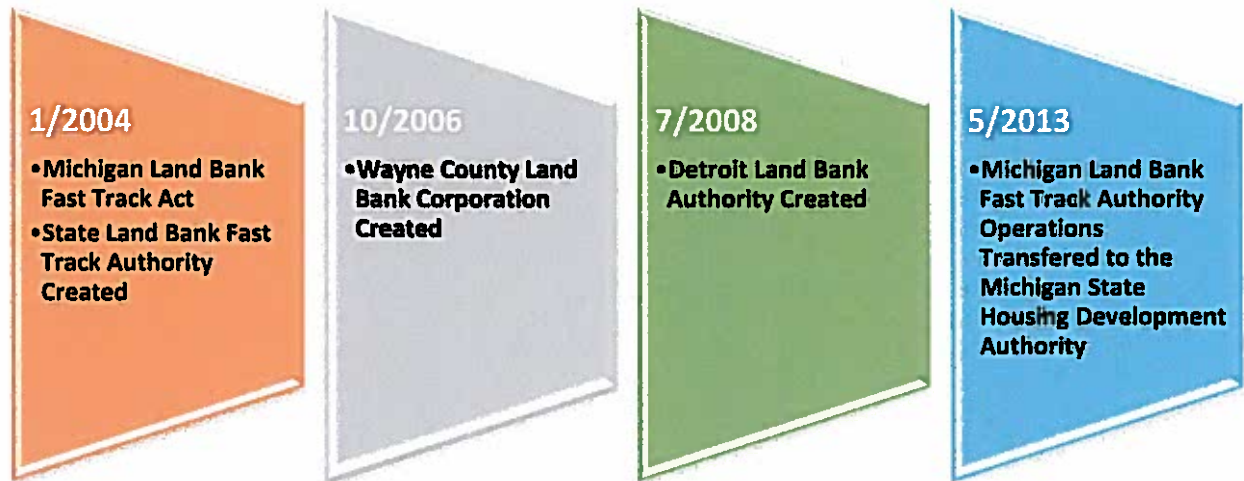 1/2004
•Michigan Land Bank
Fast Track Act
•State Land Bank Fast
Track Authority
Created
10/2006
•Wayne County Land
Bank Corporation
Created
7/2008
•Detroit Land Bank
Authority Created
5/2013
•Michigan Land Bank
Fast Track Authority
Operations
Transfered to the
Michigan State
Housing Development
Authority